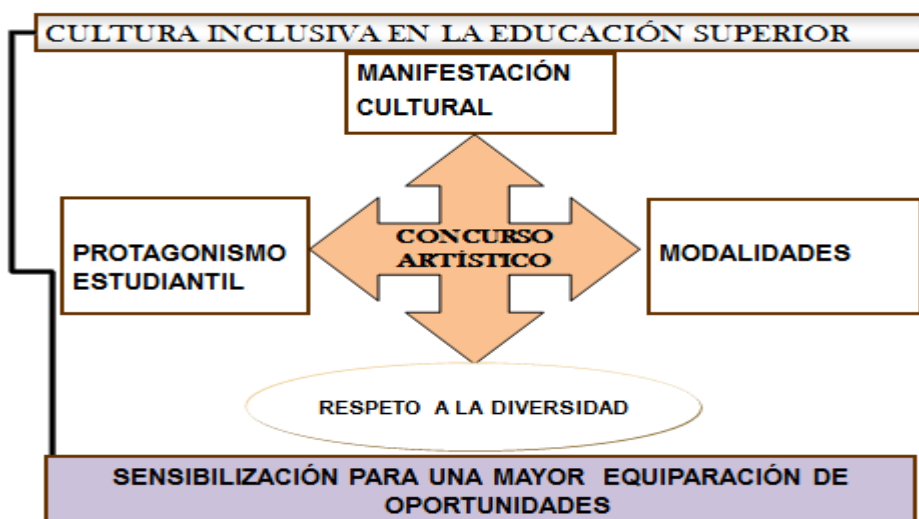 CULTURA INCLUSIVA EN LA EDUCACIÓN SUPERIOR
MANIFESTACIÓN
CULTURAL
PROTAGONISMO
ESTUDIANTIL
CONCURSO
ARTÍSTICO
MODALIDADES
RESPETO A LA DIVERSIDAD
SENSIBILIZACIÓN PARA UNA MAYOR EQUIPARACIÓN DE
OPORTUNIDADES